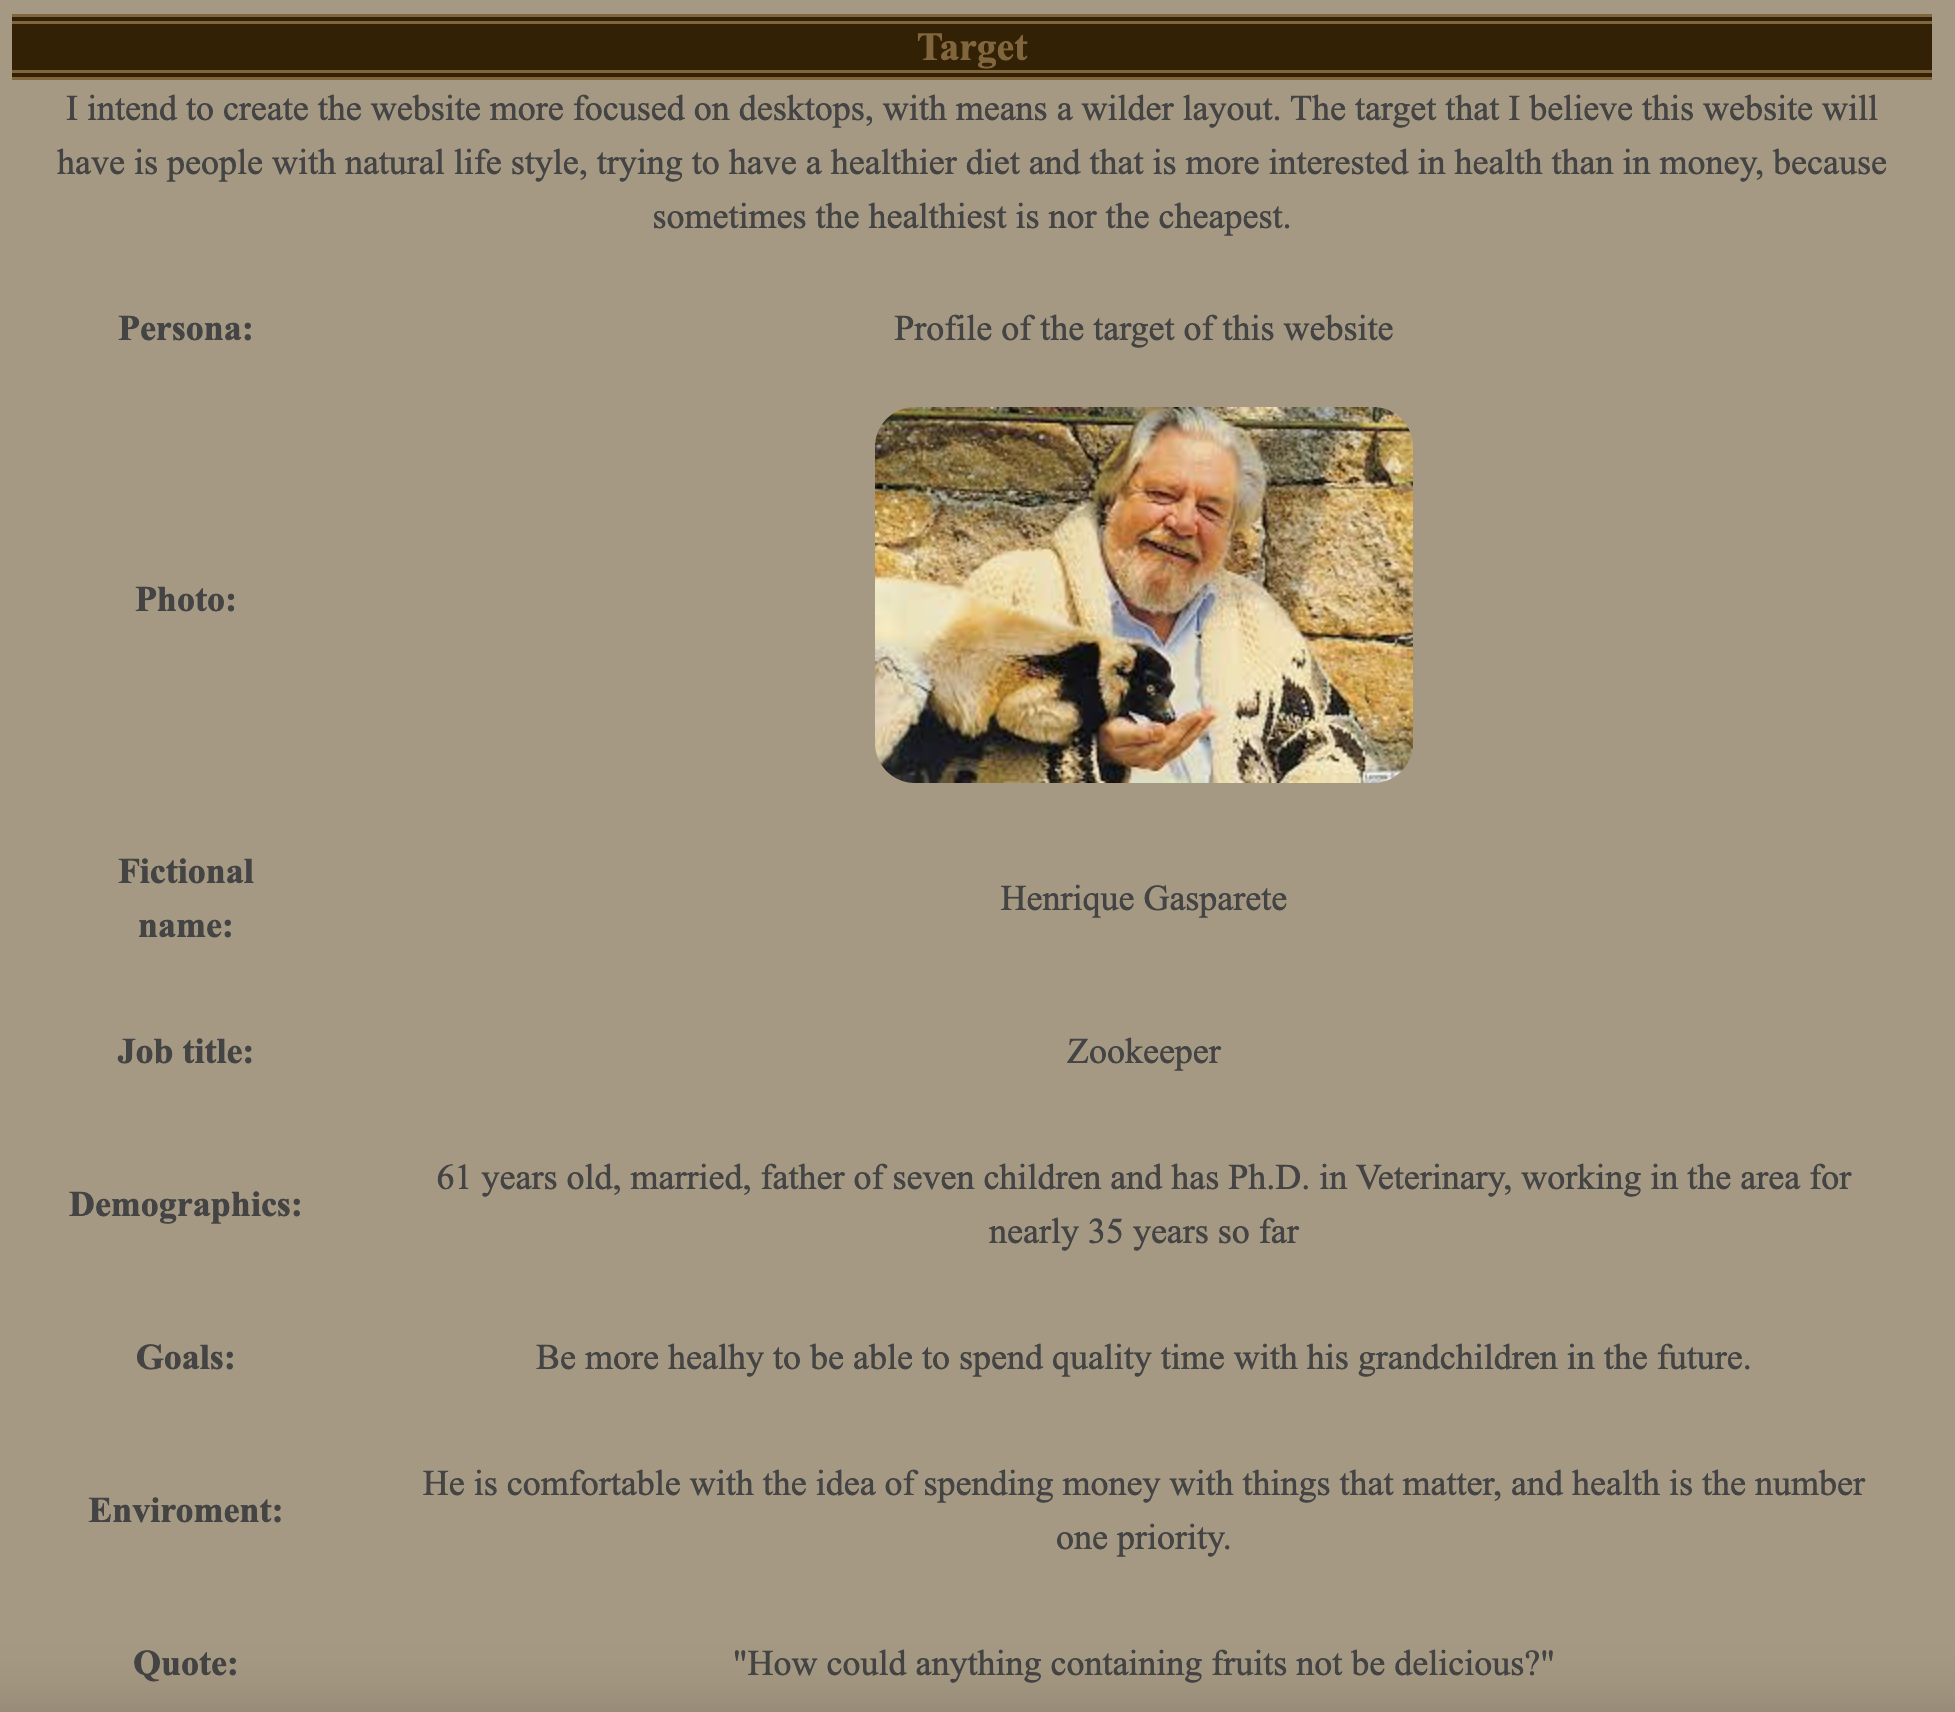 Target
I intend to create the website more focused on desktops, with means a wilder layout. The target that I believe this website will
have is people with natural life style, trying to have a healthier diet and that is more interested in health than in money, because
sometimes the healthiest is nor the cheapest.
Persona: Profile of the target of this website
Photo:
Fictional
name:
Henrique Gasparete
Job title: Zookeeper
Demographics:
61 years old, married, father of seven children and has Ph.D. in Veterinary, working in the area for
nearly 35 years so far
Goals: Be more healhy to be able to spend quality time with his grandchildren in the future.
Enviroment:
He is comfortable with the idea of spending money with things that matter, and health is the number
one priority.
Quote: "How could anything containing fruits not be delicious?"